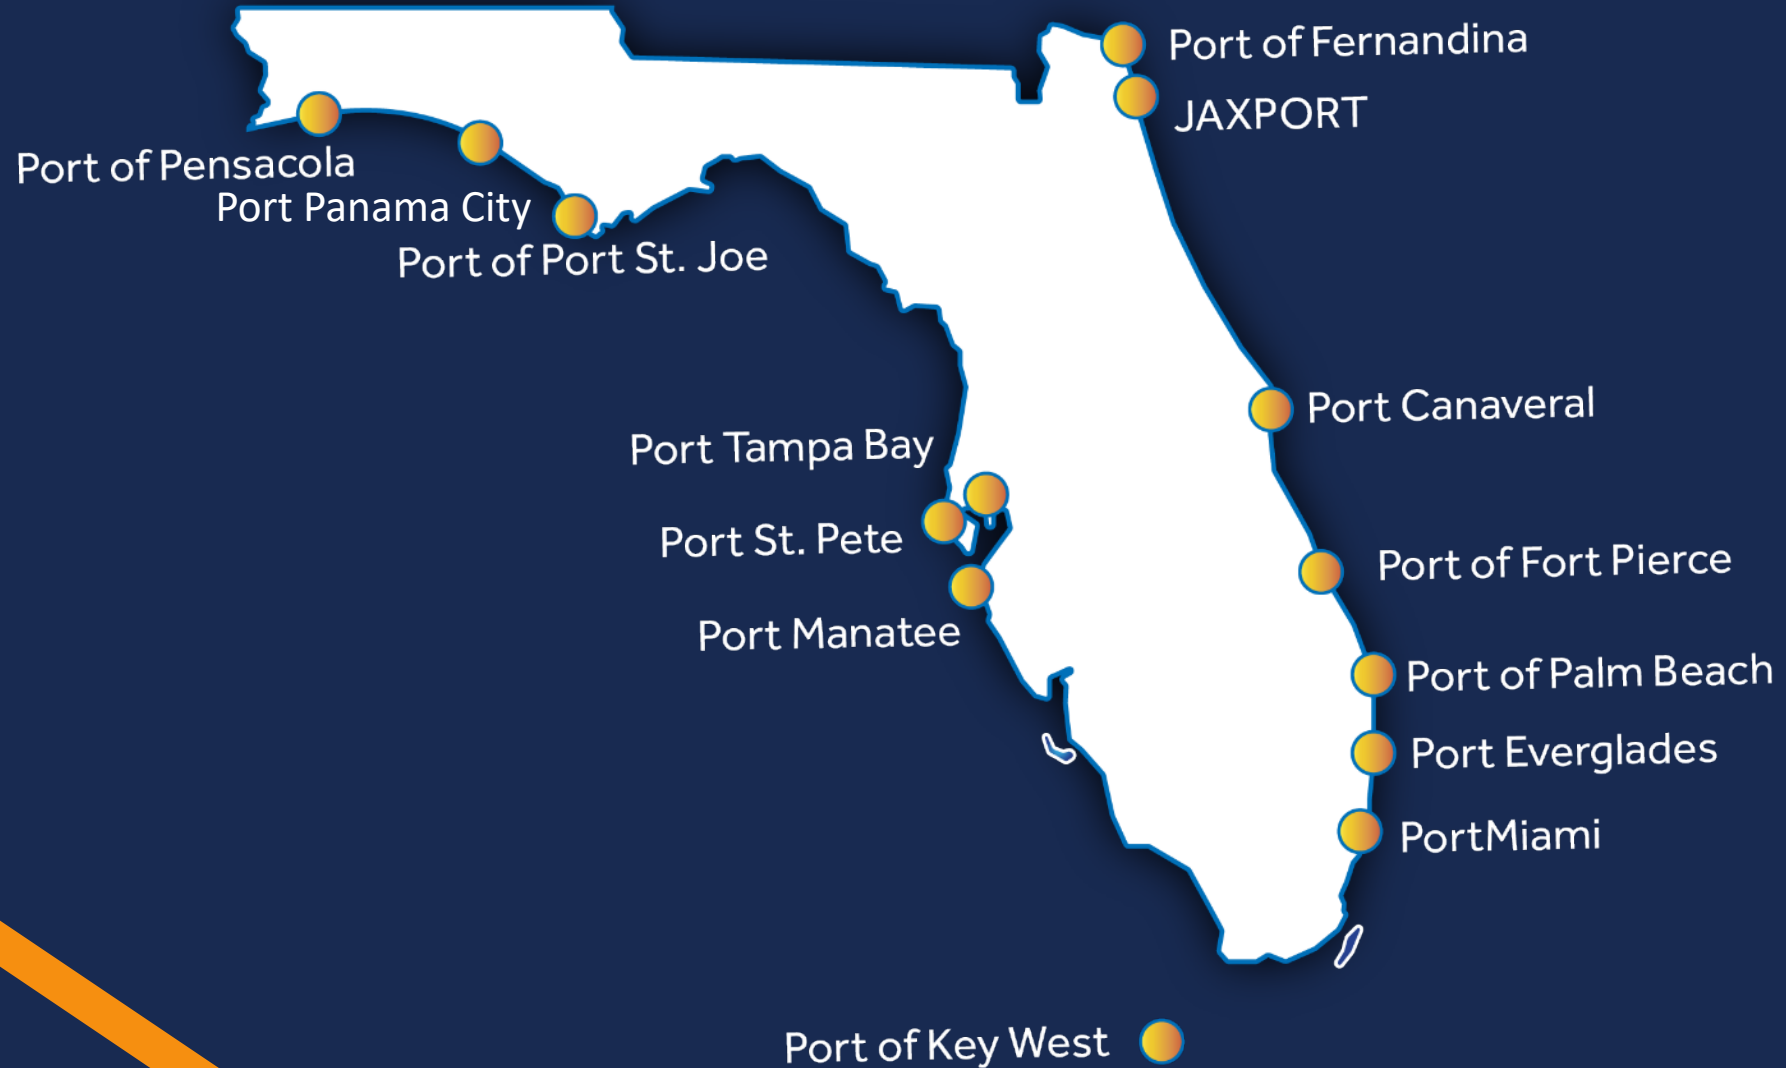 Port of Fernandina
JAXPORT
Port of Pensacola
Port Panama City
Port of Port St. Joe
Port Canaveral
Port Tampa Bay
Port St. Pete
Port of Fort Pierce
Port Manatee
Port of Palm Beach
Port Everglades
PortMiami
Port of Key West